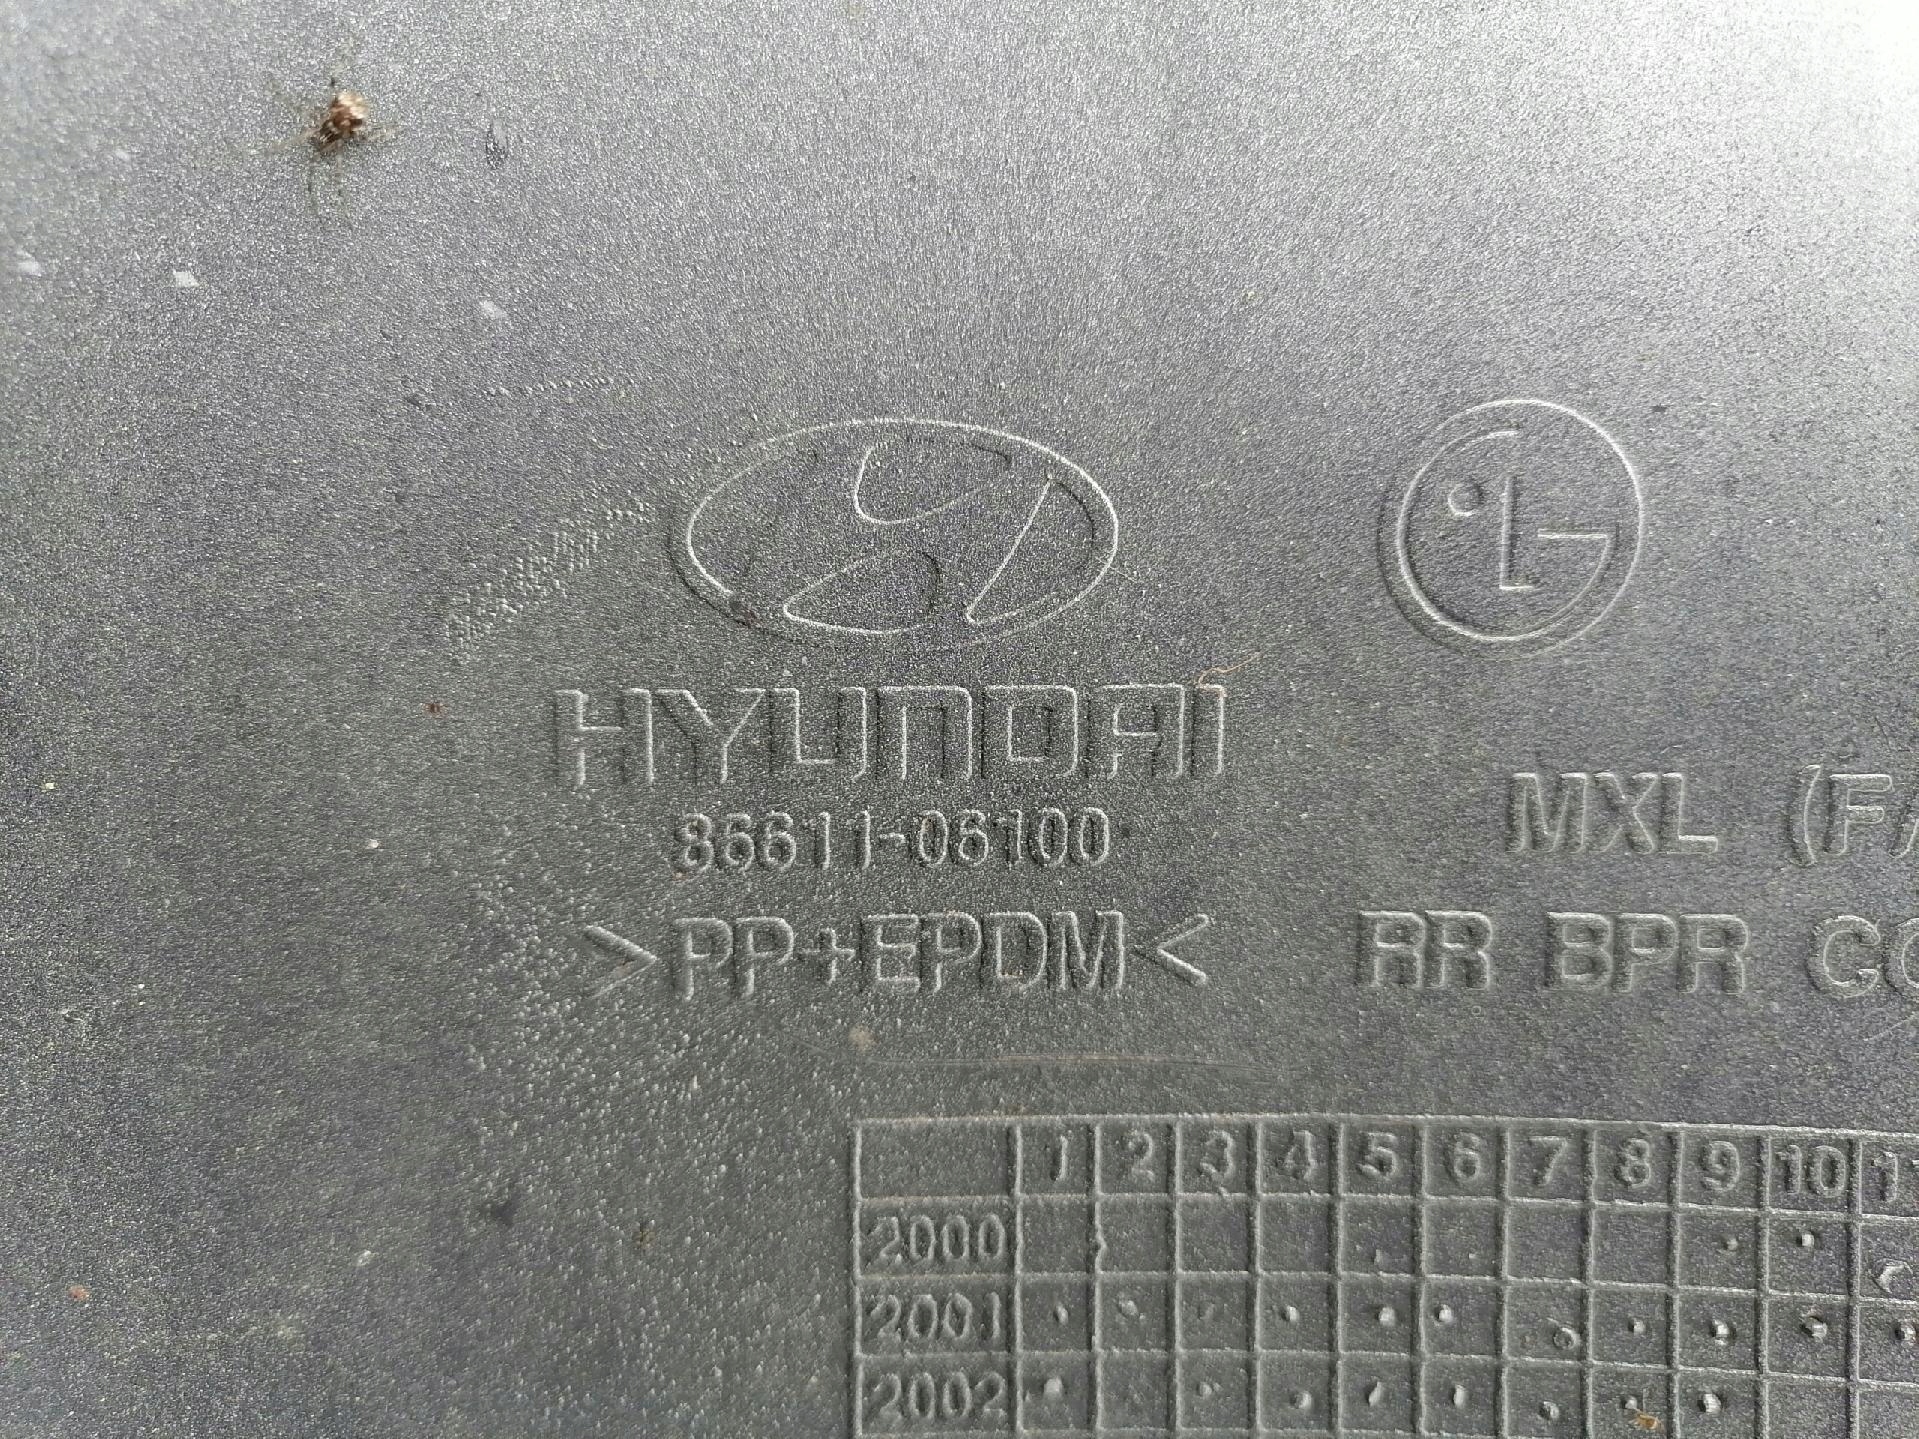 LG
HYUNDAI
86611-06100
MXL (F
>PP+EPDM<
RR BPR
1 2 3 4 5 6 7 8 9 10
2000
2001
2002